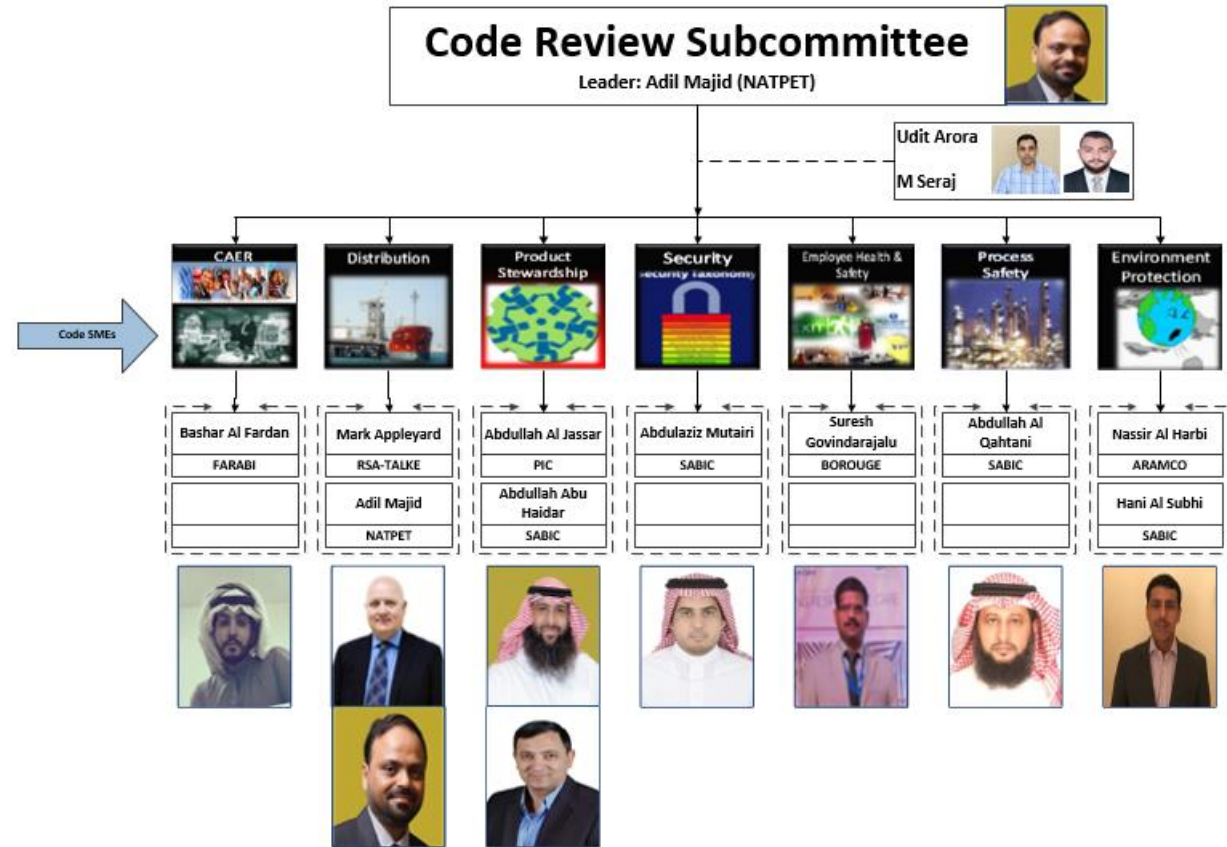 Code Review Subcommittee
Leader: Adil Majid (NATPET)
Udit Arora
M Seraj
CAER
Distribution
Product
Stewardship
Security
Security Taxonomy
Employee Health &
Safety
Process
Safety
Environment
Protection
Code SMEs
Bashar Al Fardan
FARABI
Mark Appleyard
RSA-TALKE
Adil Majid
NATPET
Abdullah Al Jassar
PIC
Abdullah Abu
Haidar
SABIC
Abdulaziz Mutairi
SABIC
Suresh
Govindarajalu
BOROUGE
Abdullah Al
Qahtani
SABIC
Nassir Al Harbi
ARAMCO
Hani Al Subhi
SABIC